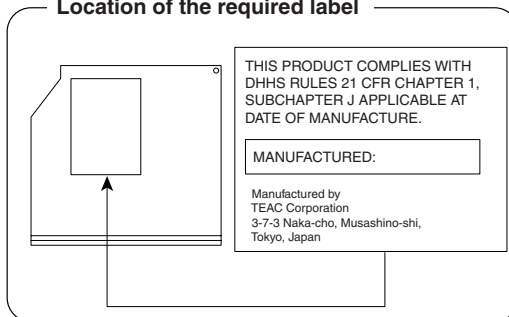 Location of the required label
THIS PRODUCT COMPLIES WITH
DHHS RULES 21 CFR CHAPTER 1,
SUBCHAPTER J APPLICABLE AT
DATE OF MANUFACTURE.
MANUFACTURED:
Manufactured by
TEAC Corporation
3-7-3 Naka-cho, Musashino-shi,
Tokyo, Japan